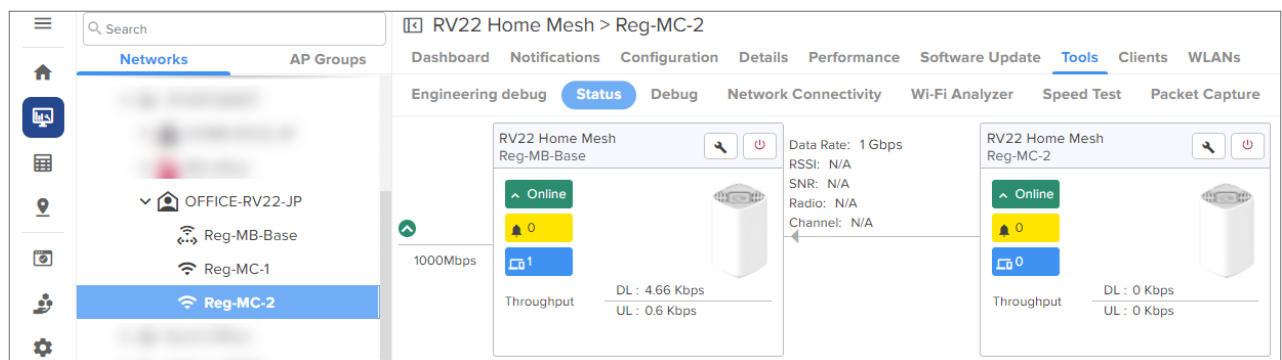 Search
Networks AP Groups
OFFICE-RV22-JP
Reg-MB-Base
Reg-MC-1
Reg-MC-2
RV22 Home Mesh > Reg-MC-2
Dashboard Notifications Configuration Details Performance Software Update Tools Clients WLANs
Engineering debug Status Debug Network Connectivity Wi-Fi Analyzer Speed Test Packet Capture
1000Mbps
RV22 Home Mesh
Reg-MB-Base
Online
0
1
Throughput
DL : 4.66 Kbps
UL : 0.6 Kbps
Data Rate: 1 Gbps
RSSI: N/A
SNR: N/A
Radio: N/A
Channel: N/A
RV22 Home Mesh
Reg-MC-2
Online
0
0
Throughput
DL : 0 Kbps
UL : 0 Kbps